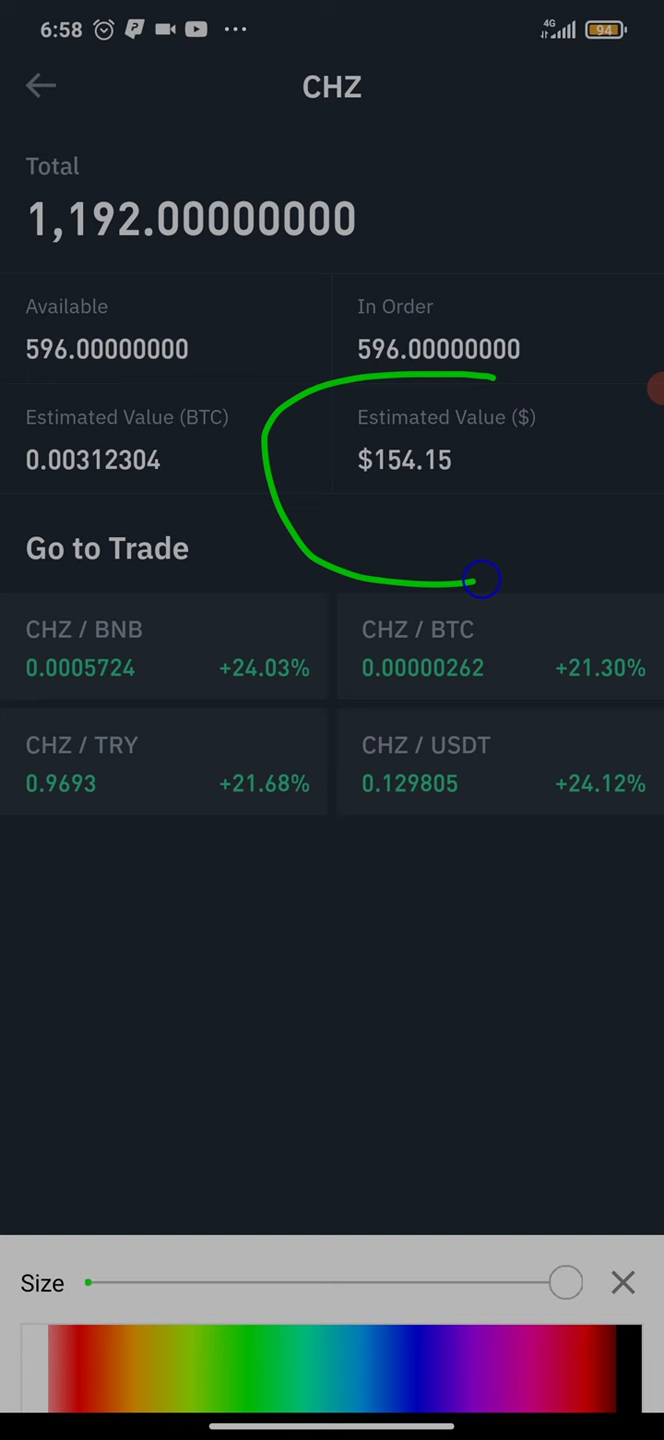 6:58
4G
94
CHZ
Total
1,192.00000000
Available
In Order
596.00000000
596.00000000
Estimated Value (BTC)
Estimated Value ($)
0.00312304
$154.15
Go to Trade
CHZ / BNB
CHZ / BTC
0.0005724 +24.03%
0.00000262 +21.30%
CHZ / TRY
CHZ / USDT
0.9693 +21.68%
0.129805 +24.12%
Size